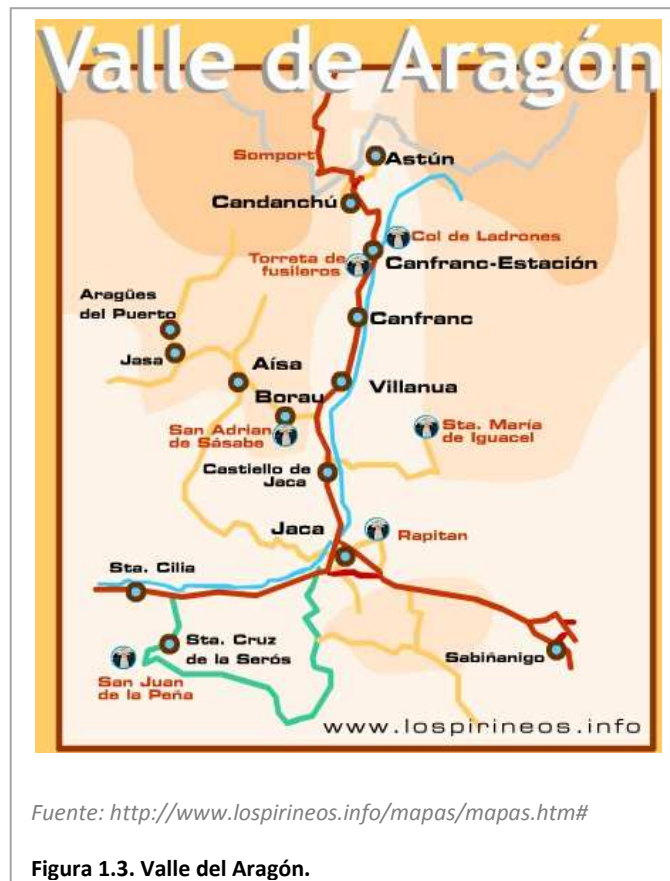 Valle de Aragón
Somport
Astún
Candanchú
Col de Ladrones
Torreta de
fusileros
Canfranc-Estación
Aragües
del Puerto
Canfranc
Jasa
Aísa
Villanua
Borau
San Adrian
de Sásabe
Sta. María
de Iguacel
Castiello de
Jaca
Jaca
Rapitan
Sta. Cilia
Sta. Cruz
de la Serós
Sabiñanigo
San Juan
de la Peña
www.lospirineos.info
Fuente: http://www.lospirineos.info/mapas/mapas.htm#
Figura 1.3. Valle del Aragón.